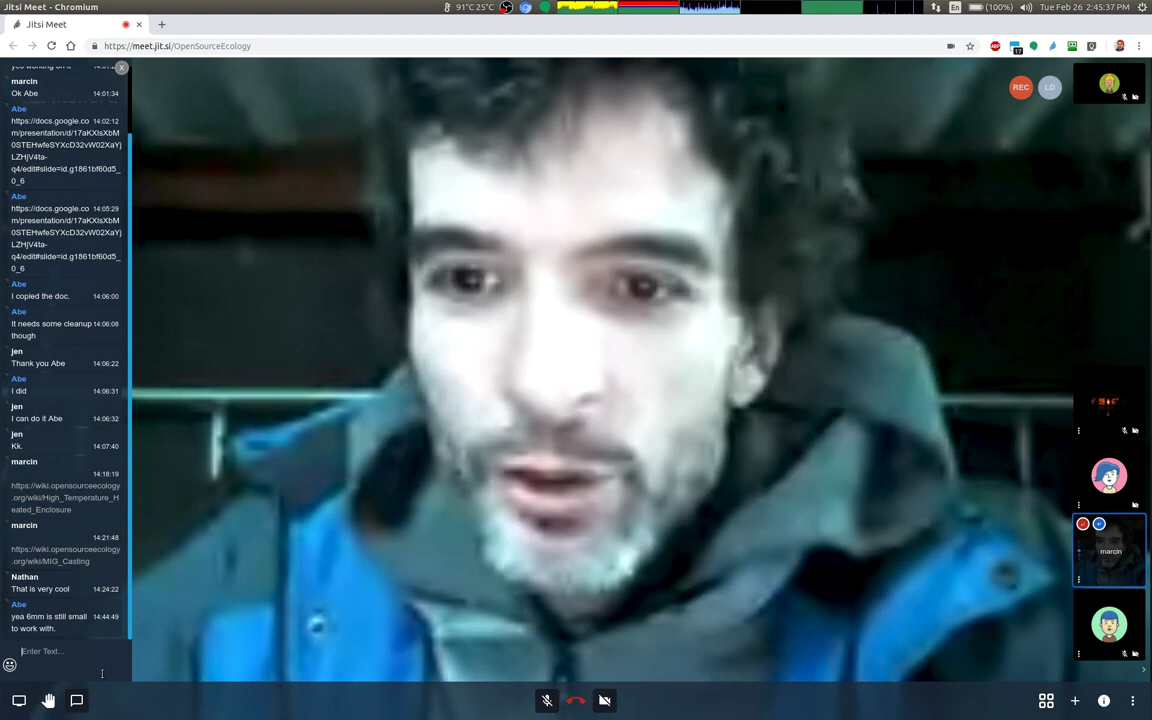 Jitsi Meet - Chromium
91°C 25°C
En
(100%)
Tue Feb 26 2:45:37 PM
Jitsi Meet
https://meet.jit.si/OpenSourceEcology
ABP
17
marcin
Ok Abe 14:01:34
Abe
https://docs.google.co 14:02:12
m/presentation/d/17aKXlsXbM
0STEHwfeSYXcD32vW02XaYj
LZHjV4ta-
q4/edit#slide=id.g1861bf60d5_
0_6
Abe
https://docs.google.co 14:05:29
m/presentation/d/17aKXlsXbM
0STEHwfeSYXcD32vW02XaYj
LZHjV4ta-
q4/edit#slide=id.g1861bf60d5_
0_6
Abe
I copied the doc. 14:06:00
Abe
It needs some cleanup 14:06:08
though
jen
Thank you Abe 14:06:22
Abe
I did 14:06:31
jen
I can do it Abe 14:06:32
jen
Kk. 14:07:40
marcin
14:18:19
https://wiki.opensourceecology
.org/wiki/High_Temperature_H
eated_Enclosure
marcin
14:21:48
https://wiki.opensourceecology
.org/wiki/MIG_Casting
Nathan
That is very cool 14:24:22
Abe
yea 6mm is still small 14:44:49
to work with.
Enter Text...
REC
LD
marcin